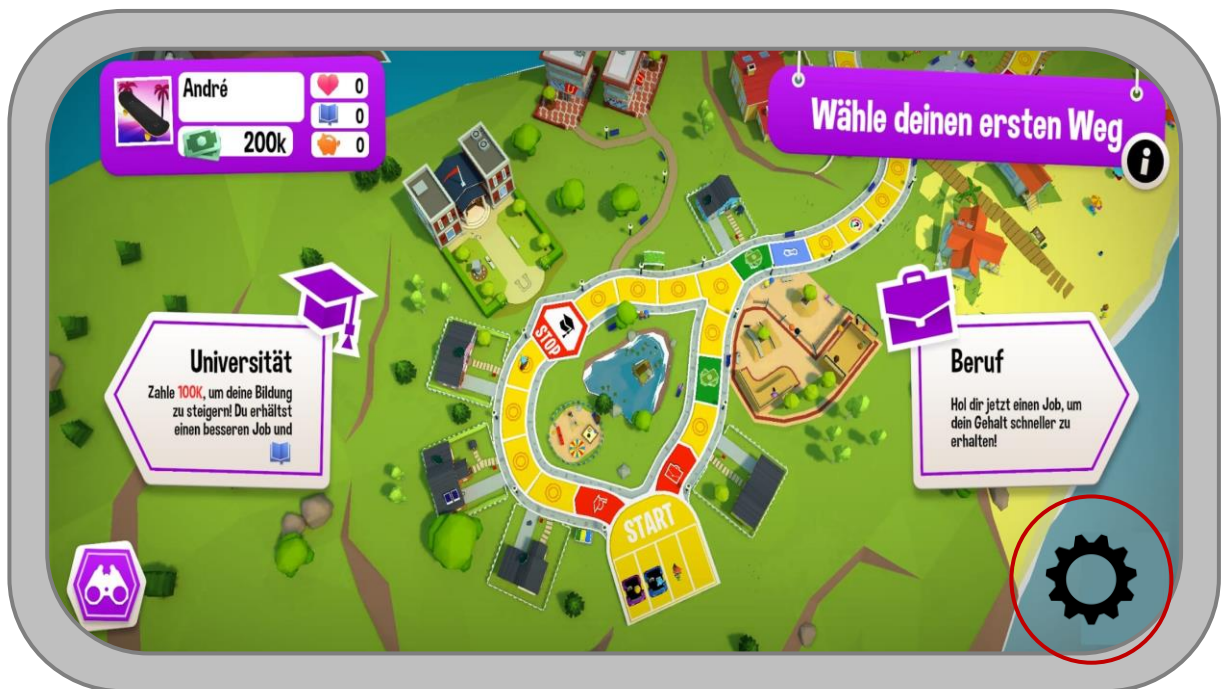 André
0
0
200k
0
Wähle deinen ersten Weg
i
STOP
Universität
Zahle 100K, um deine Bildung
zu steigern! Du erhältst
einen besseren Job und
Beruf
Hol dir jetzt einen Job, um
dein Gehalt schneller zu
erhalten!
START